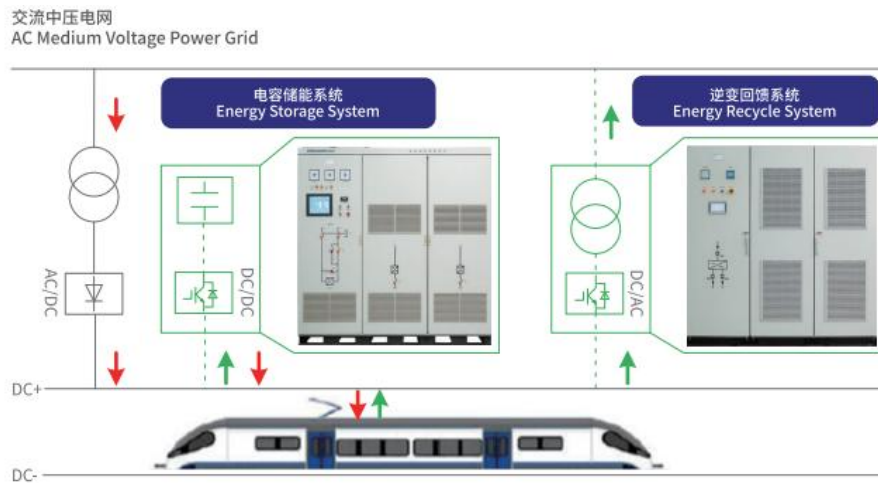 交流中压电网
AC Medium Voltage Power Grid
电容储能系统
Energy Storage System
逆变回馈系统
Energy Recycle System
AC/DC
DC/DC
DC/AC
DC+
DC-